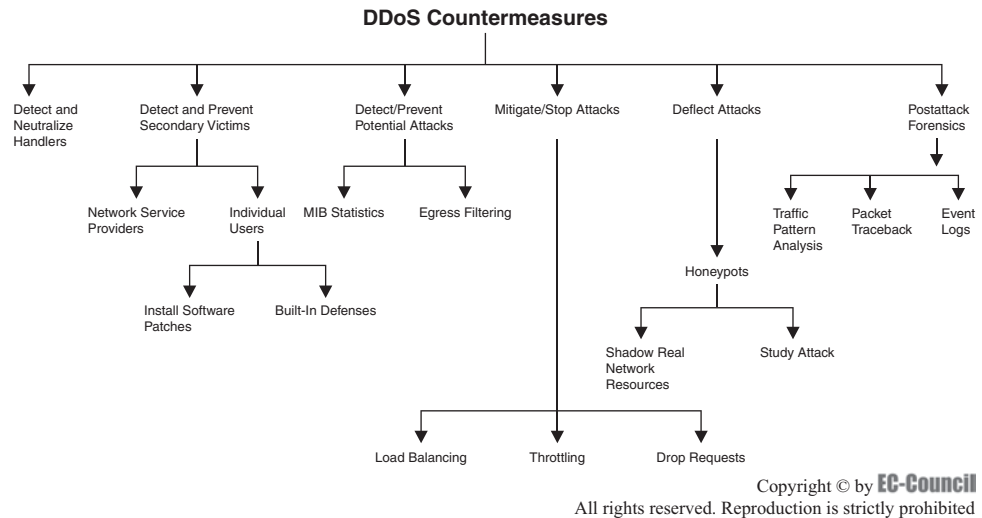 DDoS Countermeasures
Detect and
Neutralize
Handlers
Detect and Prevent
Secondary Victims
Detect/Prevent
Potential Attacks
Mitigate/Stop Attacks
Deflect Attacks
Postattack
Forensics
Network Service
Providers
Individual
Users
MIB Statistics
Egress Filtering
Traffic
Pattern
Analysis
Packet
Traceback
Event
Logs
Install Software
Patches
Built-In Defenses
Honeypots
Shadow Real
Network
Resources
Study Attack
Load Balancing
Throttling
Drop Requests
Copyright © by EC-Council
All rights reserved. Reproduction is strictly prohibited